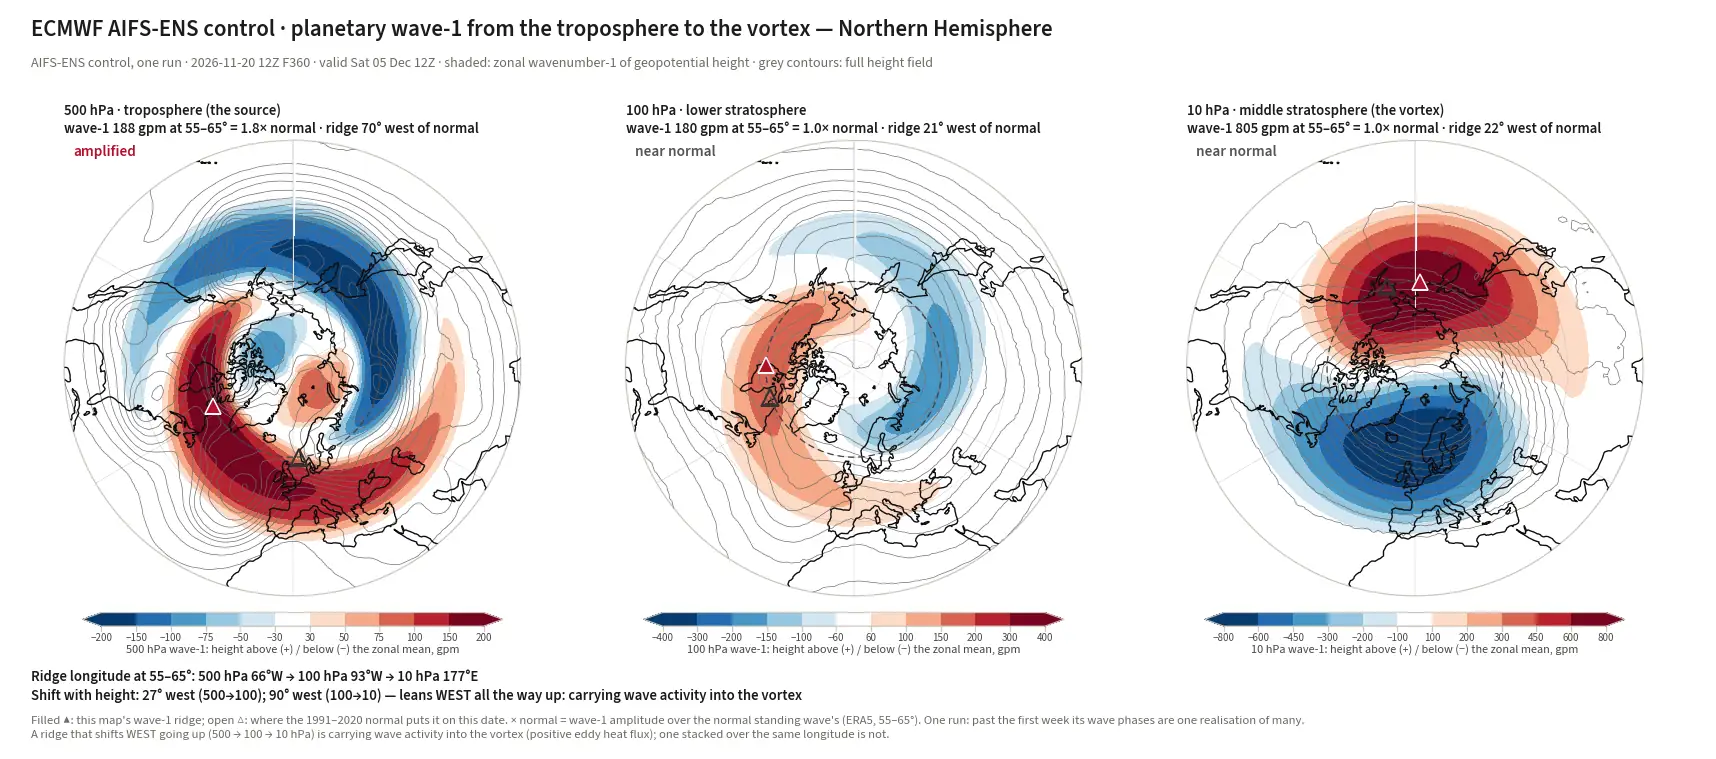 ECMWF AIFS-ENS control · planetary wave-1 from the troposphere to the vortex — Northern Hemisphere
AIFS-ENS control, one run · 2026-11-20 12Z F360 · valid Sat 05 Dec 12Z · shaded: zonal wavenumber-1 of geopotential height · grey contours: full height field
500 hPa · troposphere (the source)
wave-1 188 gpm at 55–65° = 1.8× normal · ridge 70° west of normal
amplified
100 hPa · lower stratosphere
wave-1 180 gpm at 55–65° = 1.0× normal · ridge 21° west of normal
near normal
10 hPa · middle stratosphere (the vortex)
wave-1 805 gpm at 55–65° = 1.0× normal · ridge 22° west of normal
near normal
−200 −150 −100 −75 −50 −30 30 50 75 100 150 200
500 hPa wave-1: height above (+) / below (−) the zonal mean, gpm
−400 −300 −200 −150 −100 −60 60 100 150 200 300 400
100 hPa wave-1: height above (+) / below (−) the zonal mean, gpm
−800 −600 −450 −300 −200 −100 100 200 300 450 600 800
10 hPa wave-1: height above (+) / below (−) the zonal mean, gpm
Ridge longitude at 55–65°: 500 hPa 66°W → 100 hPa 93°W → 10 hPa 177°E
Shift with height: 27° west (500→100); 90° west (100→10) — leans WEST all the way up: carrying wave activity into the vortex
Filled ▲: this map's wave-1 ridge; open △: where the 1991–2020 normal puts it on this date. × normal = wave-1 amplitude over the normal standing wave's (ERA5, 55–65°). One run: past the first week its wave phases are one realisation of many.
A ridge that shifts WEST going up (500 → 100 → 10 hPa) is carrying wave activity into the vortex (positive eddy heat flux); one stacked over the same longitude is not.